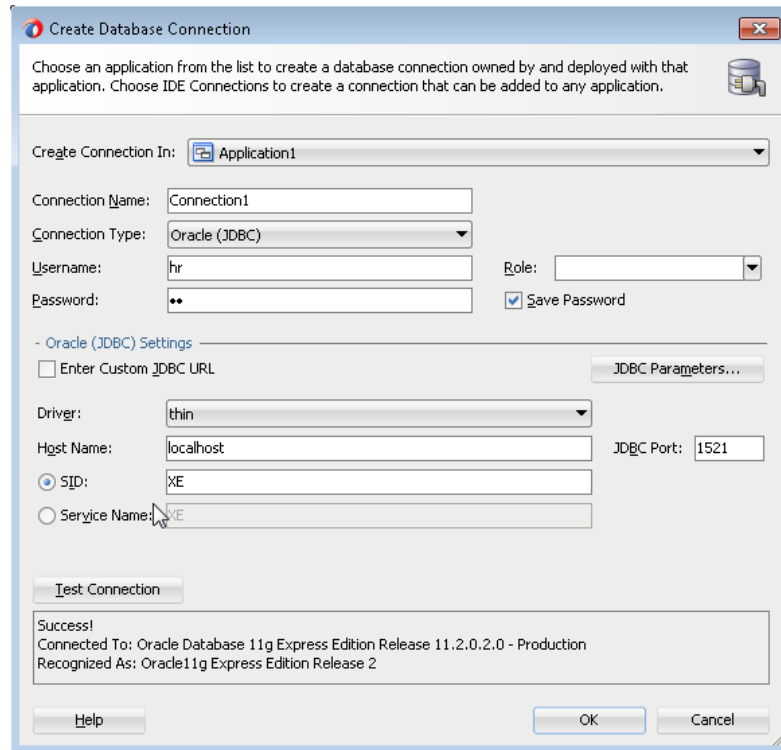 Create Database Connection
Choose an application from the list to create a database connection owned by and deployed with that
application. Choose IDE Connections to create a connection that can be added to any application.
Create Connection In: Application1
Connection Name: Connection1
Connection Type: Oracle (JDBC)
Username: hr Role:
Password: •• Save Password
- Oracle (JDBC) Settings
Enter Custom JDBC URL JDBC Parameters...
Driver: thin
Host Name: localhost JDBC Port: 1521
SID: XE
Service Name: XE
Test Connection
Success!
Connected To: Oracle Database 11g Express Edition Release 11.2.0.2.0 - Production
Recognized As: Oracle11g Express Edition Release 2
Help OK Cancel